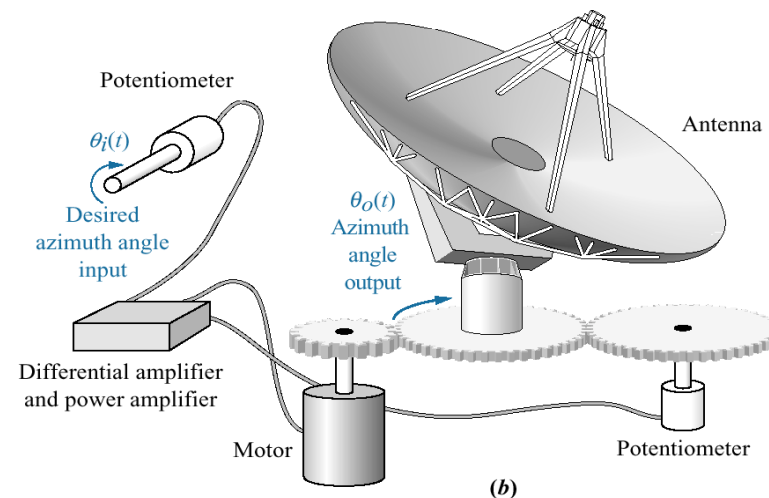 Potentiometer
θi(t)
Desired
azimuth angle
input
Antenna
θo(t)
Azimuth
angle
output
Differential amplifier
and power amplifier
Motor
Potentiometer
(b)